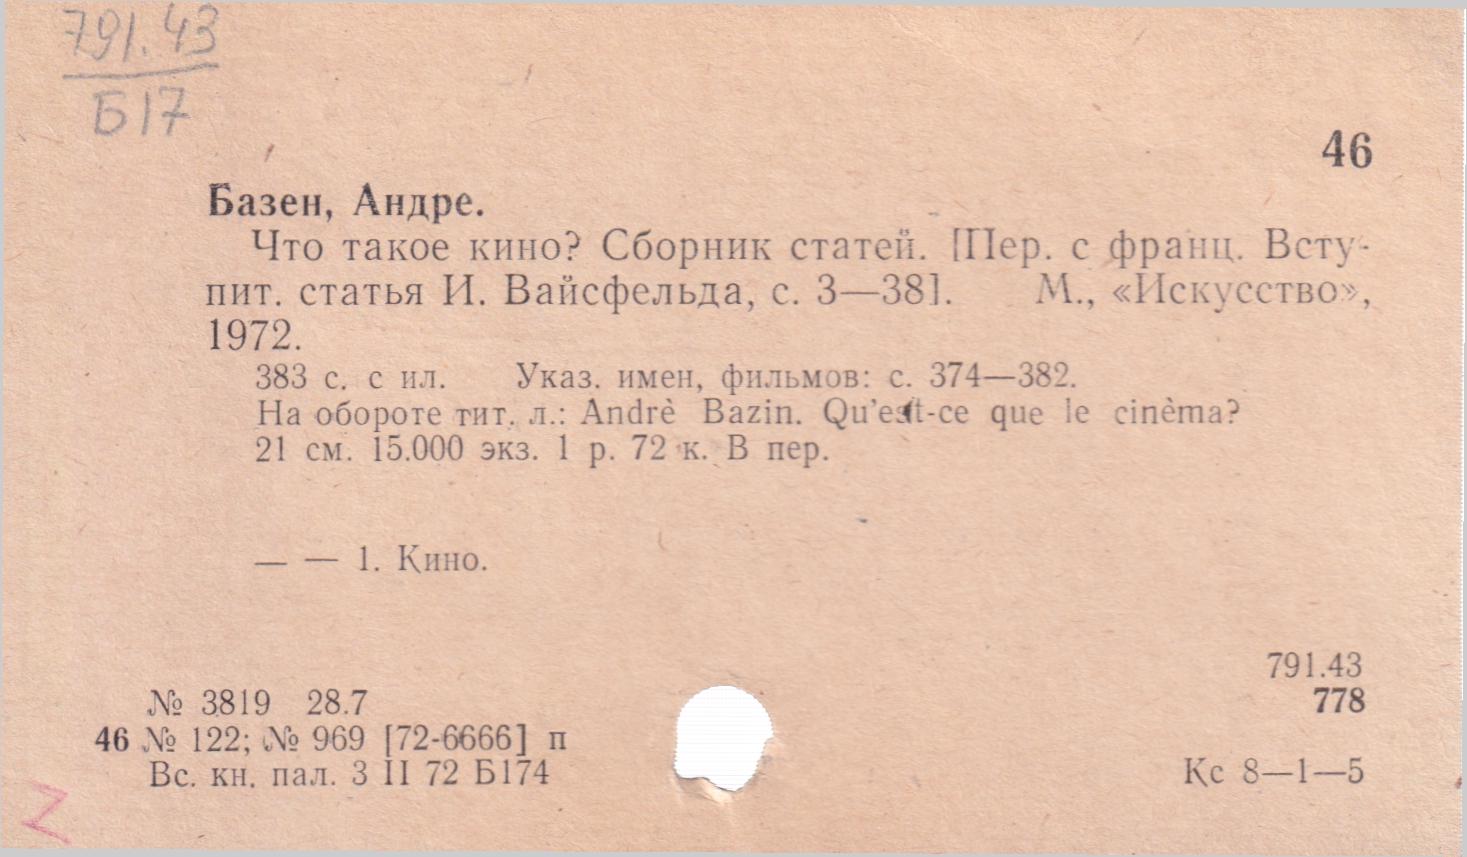 791.43
Б17
46
Базен, Андре.
Что такое кино? Сборник статей. [Пер. с франц. Всту-
пит. статья И. Вайсфельда, с. 3—38]. М., «Искусство»,
1972.
383 с. с ил. Указ. имен, фильмов: с. 374—382.
На обороте тит. л.: Andrè Bazin. Qu’est-ce que le cinèma?
21 см. 15.000 экз. 1 р. 72 к. В пер.
— — 1. Кино.
791.43
№ 3819 28.7
778
46 № 122; № 969 [72-6666] п
Вс. кн. пал. 3 II 72 Б174
Кс 8—1—5
Z